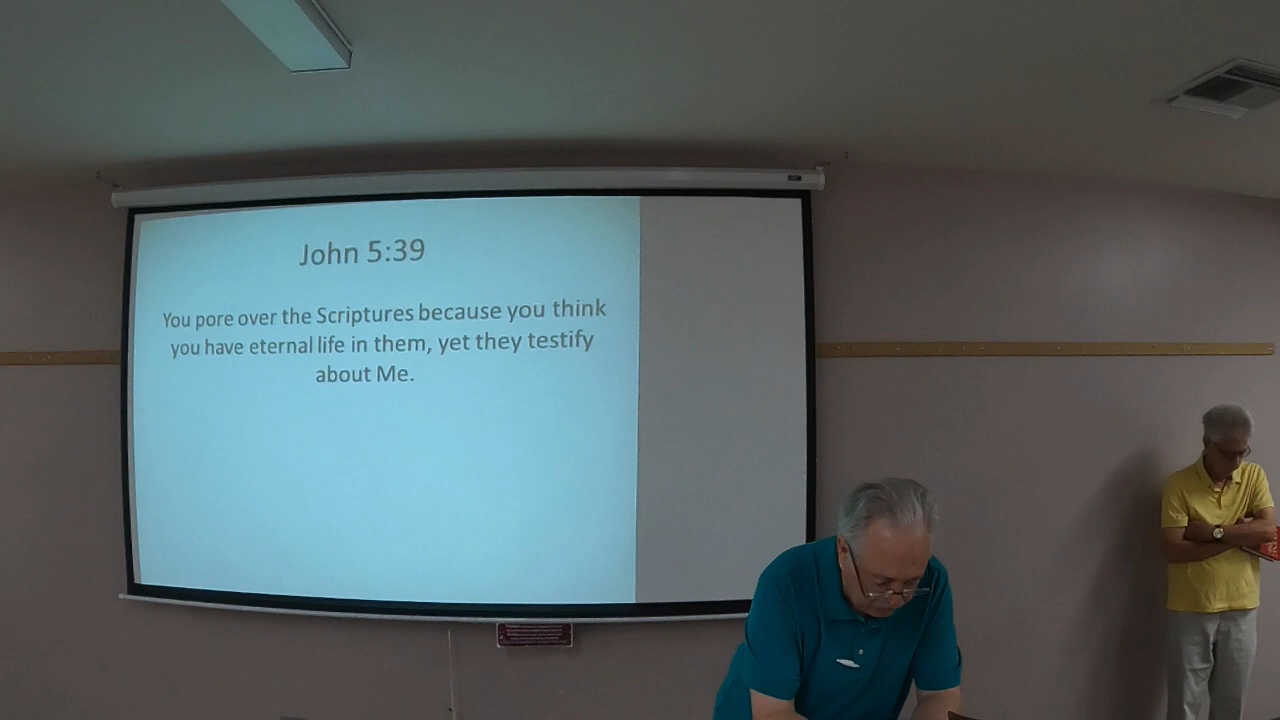 John 5:39
You pore over the Scriptures because you think
you have eternal life in them, yet they testify
about Me.